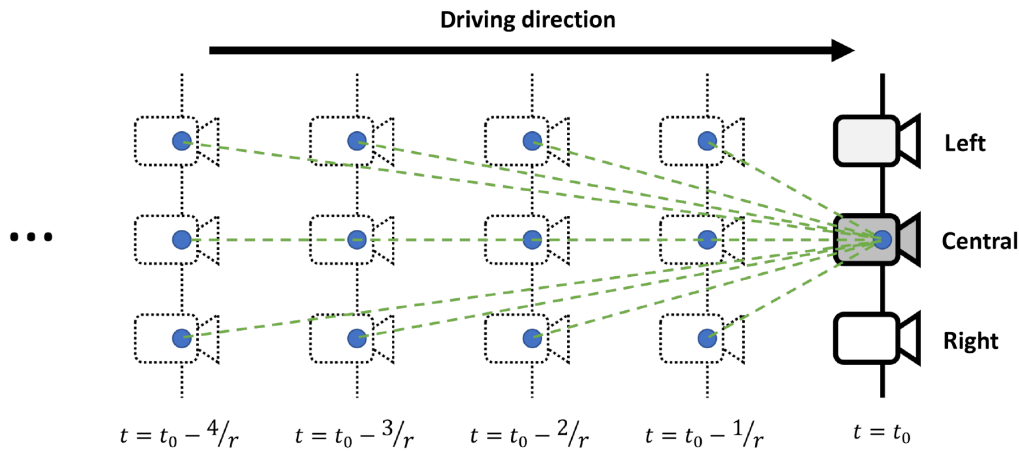 Driving direction
Left
...
Central
Right
t = t₀ − 4/r
t = t₀ − 3/r
t = t₀ − 2/r
t = t₀ − 1/r
t = t₀